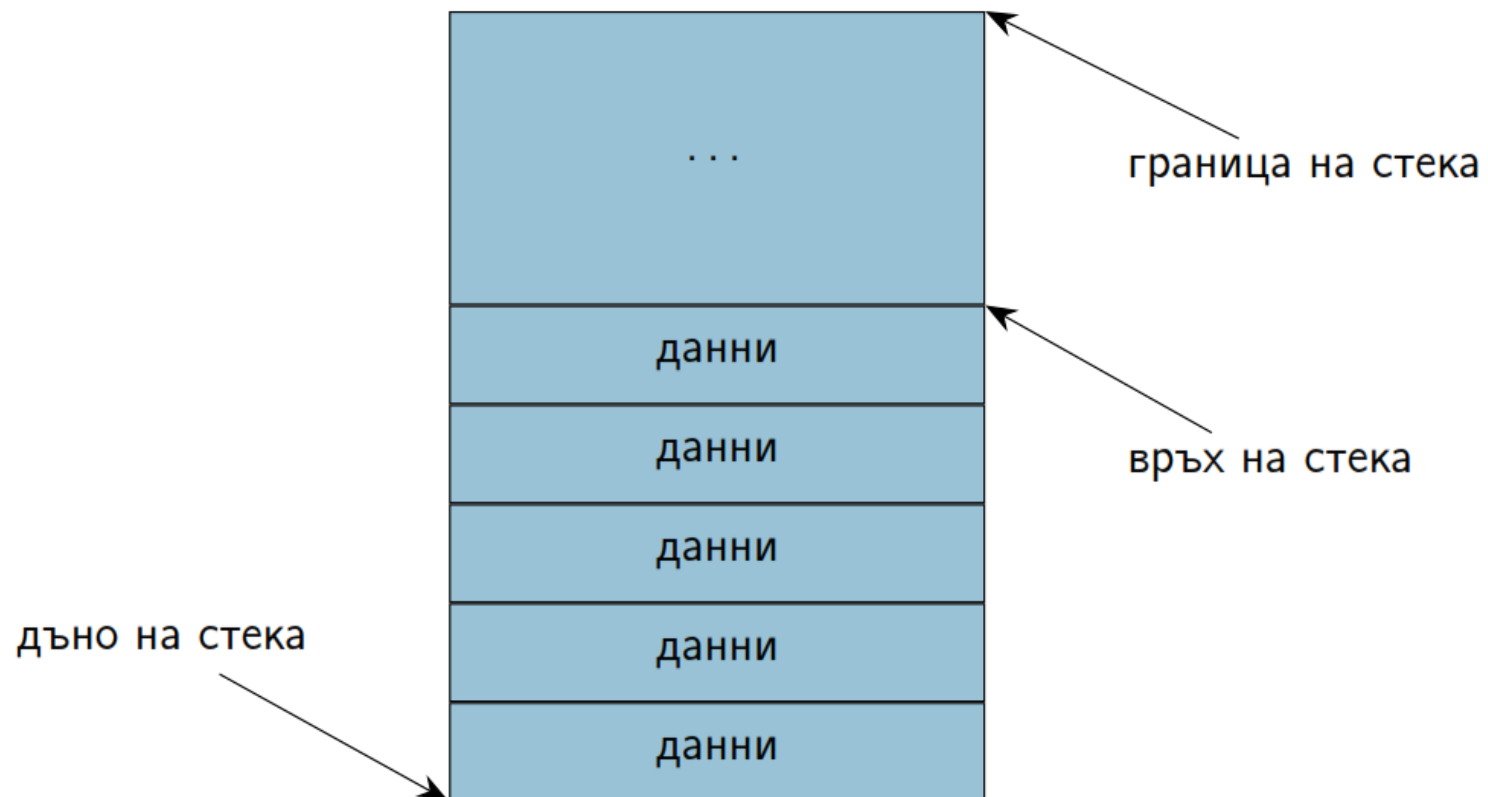 . . .
граница на стека
данни
данни
връх на стека
данни
дъно на стека
данни
данни